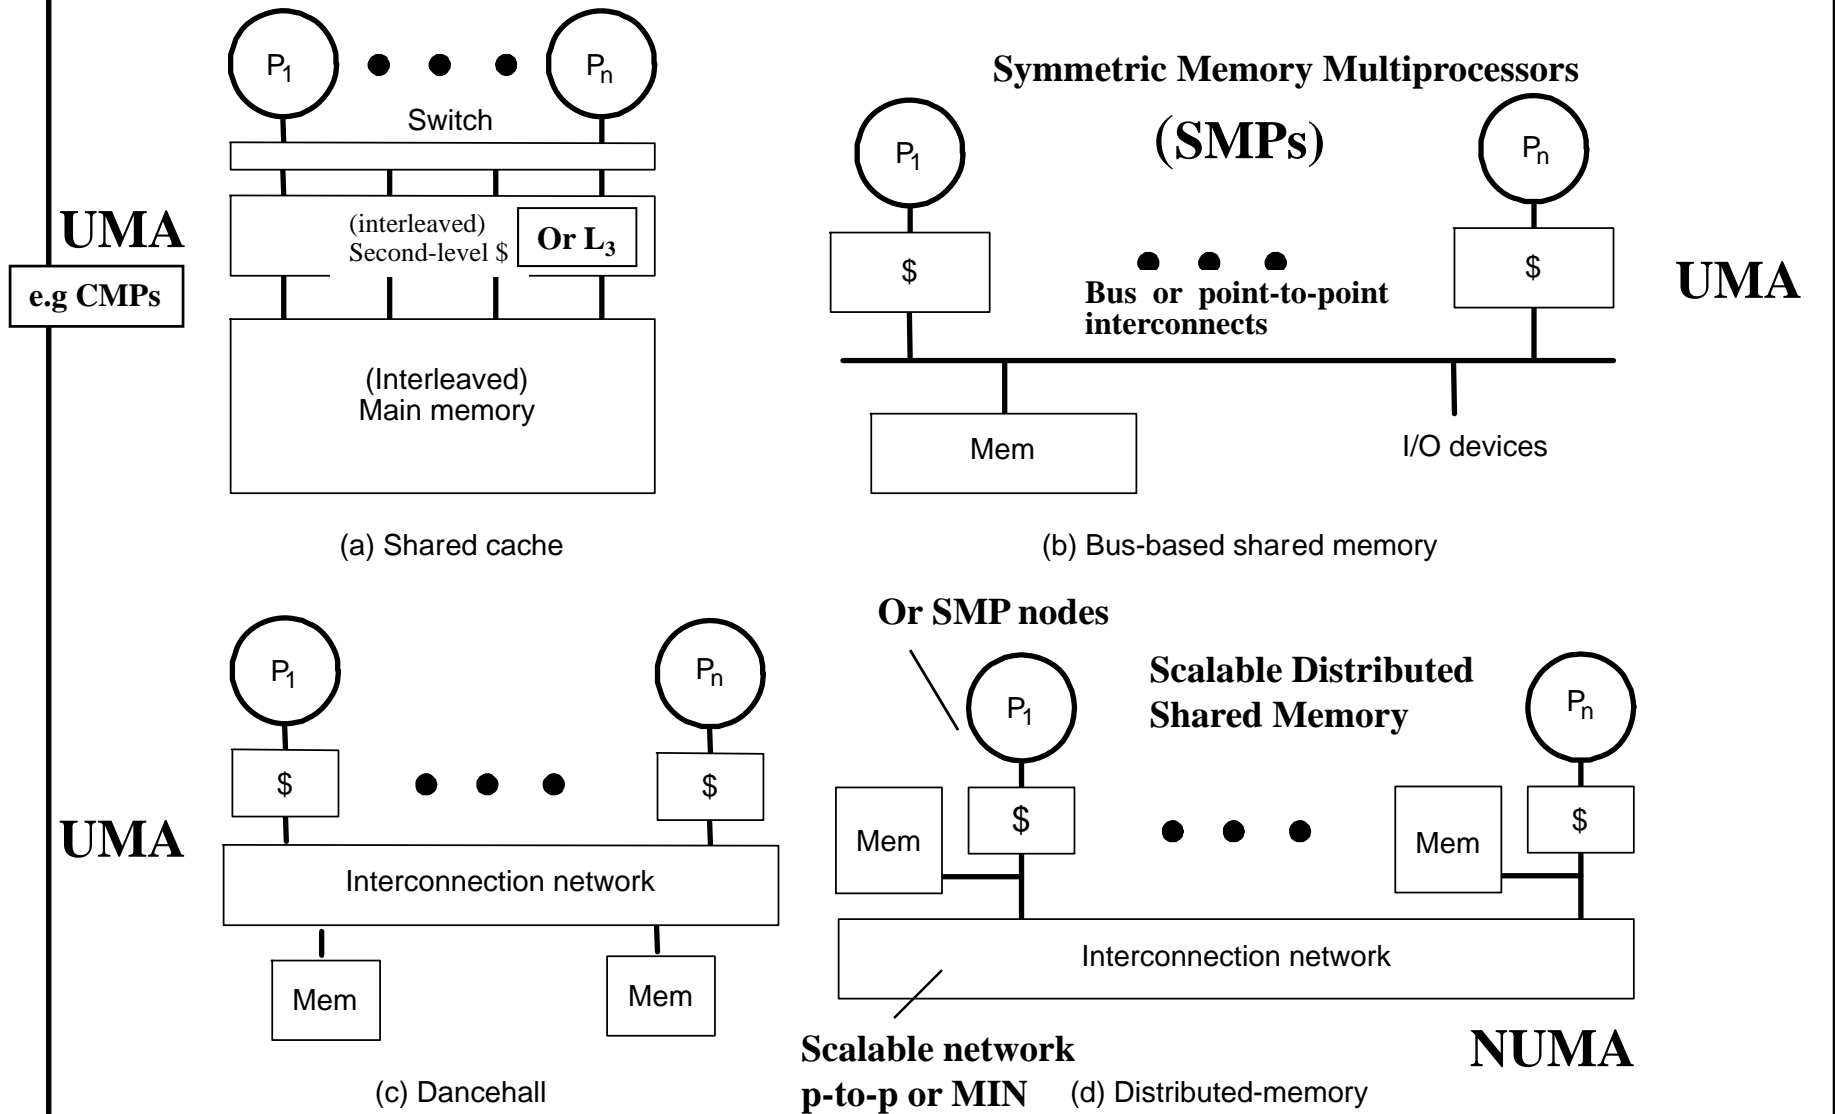 P1
Pn
Switch
UMA
e.g CMPs
(interleaved)
Second-level $
Or L3
(Interleaved)
Main memory
(a) Shared cache
Symmetric Memory Multiprocessors
(SMPs)
P1
Pn
$
$
UMA
Bus or point-to-point
interconnects
Mem
I/O devices
(b) Bus-based shared memory
P1
Pn
$
$
UMA
Interconnection network
Mem
Mem
(c) Dancehall
Or SMP nodes
Scalable Distributed
Shared Memory
P1
Pn
Mem
$
Mem
$
Interconnection network
NUMA
Scalable network
p-to-p or MIN
(d) Distributed-memory